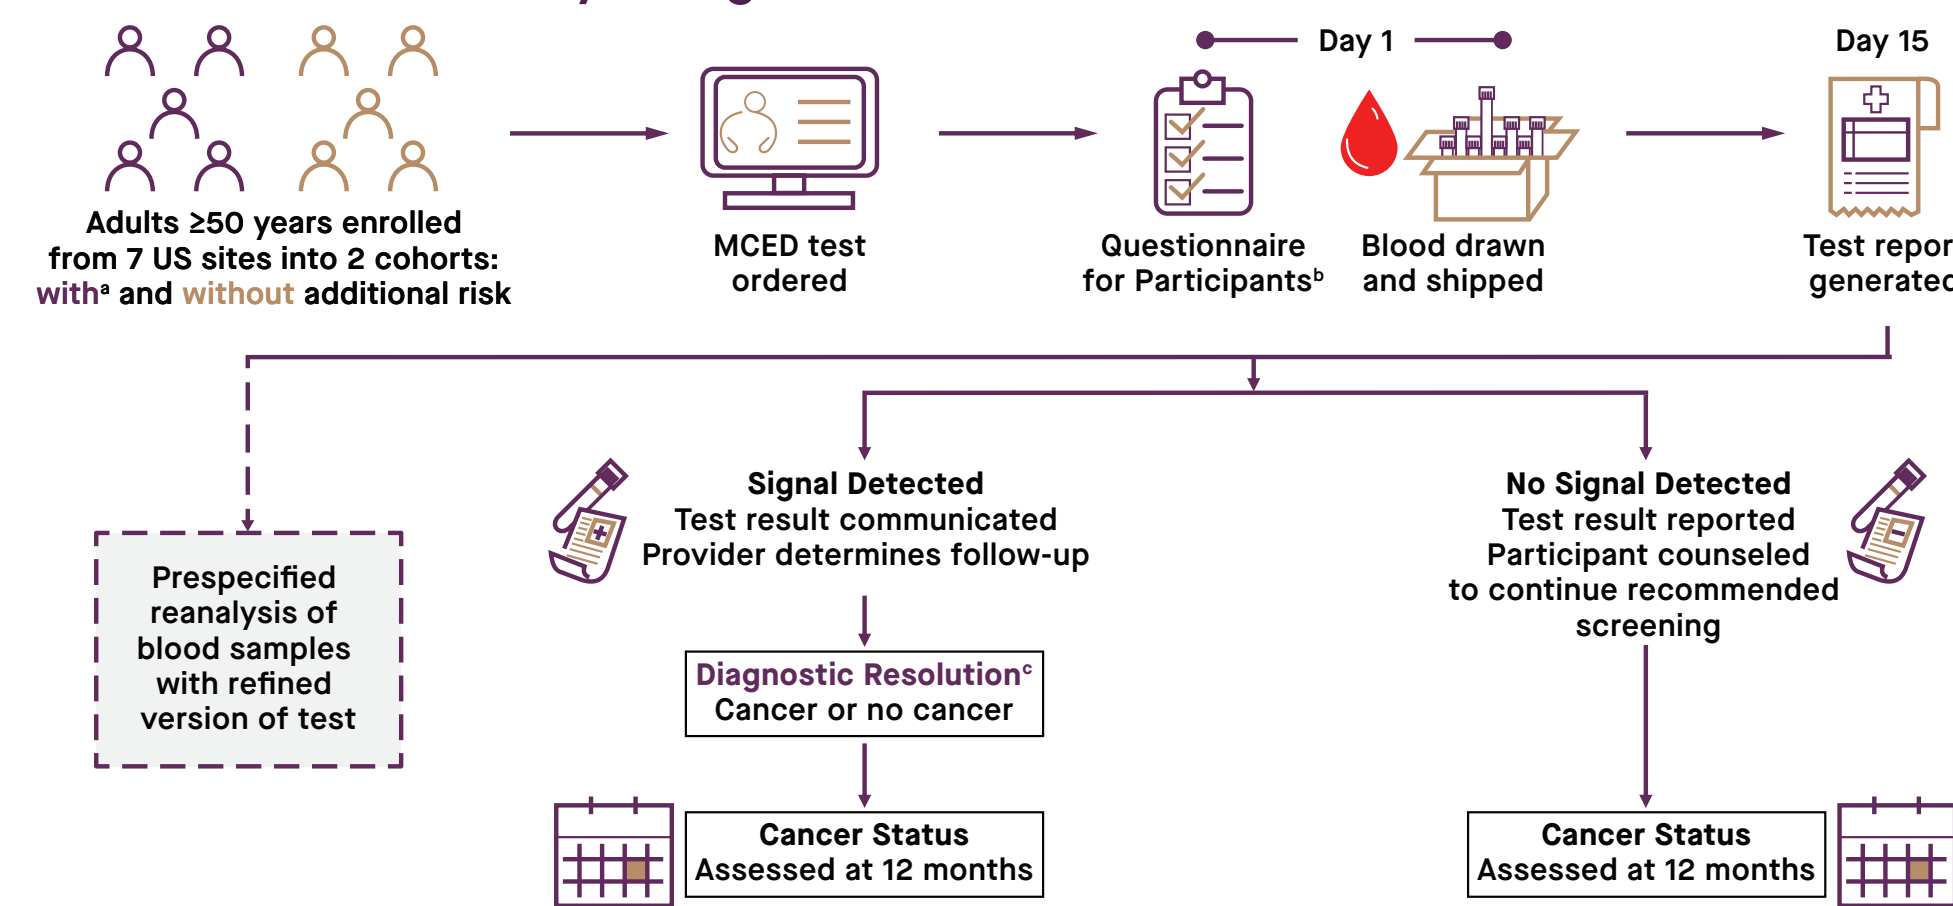 Adults ≥50 years enrolled
from 7 US sites into 2 cohorts:
withᵃ and without additional risk
MCED test
ordered
Day 1
Questionnaire
for Participantsᵇ
Blood drawn
and shipped
Day 15
Test repor
generated
Prespecified
reanalysis of
blood samples
with refined
version of test
Signal Detected
Test result communicated
Provider determines follow-up
Diagnostic Resolutionᶜ
Cancer or no cancer
Cancer Status
Assessed at 12 months
No Signal Detected
Test result reported
Participant counseled
to continue recommended
screening
Cancer Status
Assessed at 12 months